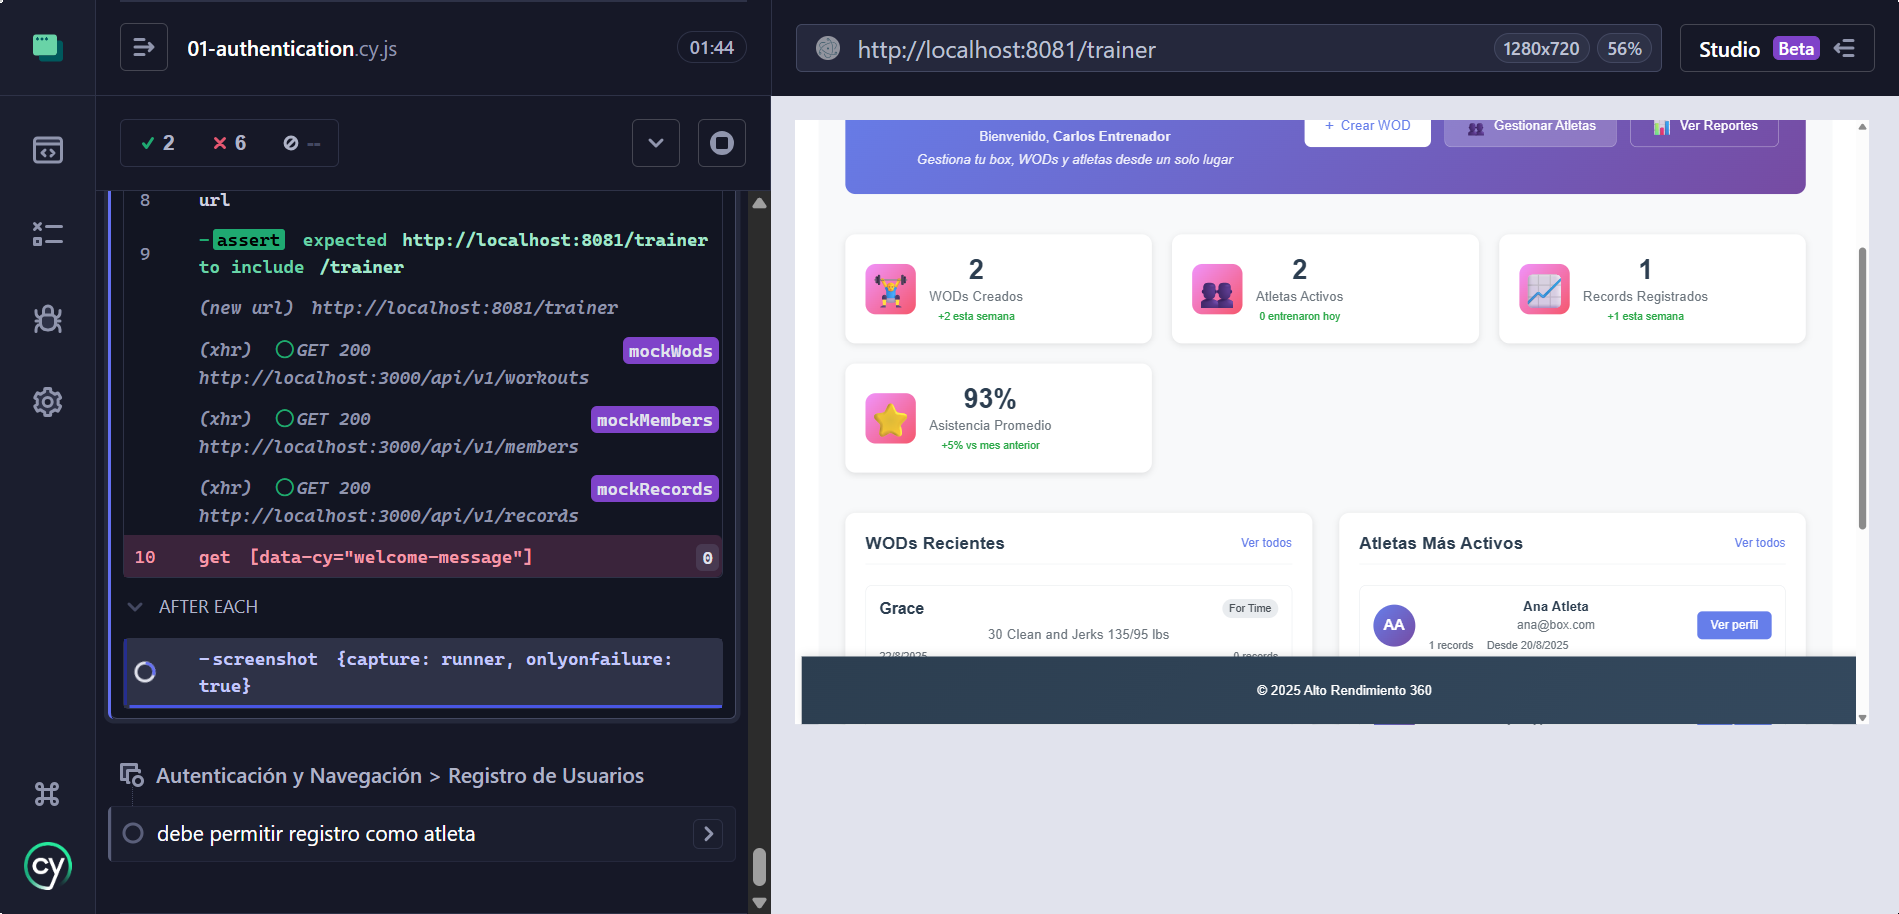 01-authentication.cy.js
01:44
http://localhost:8081/trainer
1280x720
56%
Studio Beta
2
6
--
8 url
9 -assert expected http://localhost:8081/trainer
to include /trainer
(new url) http://localhost:8081/trainer
(xhr) GET 200 mockWods
http://localhost:3000/api/v1/workouts
(xhr) GET 200 mockMembers
http://localhost:3000/api/v1/members
(xhr) GET 200 mockRecords
http://localhost:3000/api/v1/records
10 get [data-cy="welcome-message"] 0
AFTER EACH
-screenshot {capture: runner, onlyonfailure:
true}
Autenticación y Navegación > Registro de Usuarios
debe permitir registro como atleta
cy
Bienvenido, Carlos Entrenador
Gestiona tu box, WODs y atletas desde un solo lugar
+ Crear WOD
Gestionar Atletas
Ver Reportes
2
WODs Creados
+2 esta semana
2
Atletas Activos
0 entrenaron hoy
1
Records Registrados
+1 esta semana
93%
Asistencia Promedio
+5% vs mes anterior
WODs Recientes
Ver todos
Grace
For Time
30 Clean and Jerks 135/95 lbs
22/8/2025
0 records
Atletas Más Activos
Ver todos
AA
Ana Atleta
ana@box.com
1 records Desde 20/8/2025
Ver perfil
© 2025 Alto Rendimiento 360